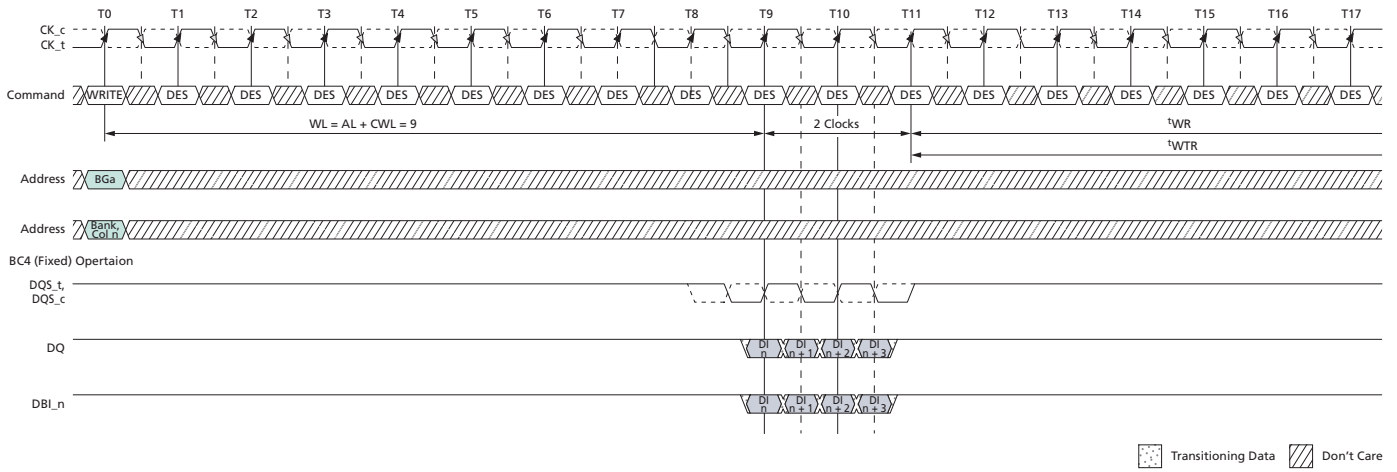 T0 T1 T2 T3 T4 T5 T6 T7 T8 T9 T10 T11 T12 T13 T14 T15 T16 T17
CK_c
CK_t
Command WRITE DES DES DES DES DES DES DES DES DES DES DES DES DES DES DES DES DES
WL = AL + CWL = 9 2 Clocks tWR
tWTR
Address BGa
Address Bank, Col n
BC4 (Fixed) Opertaion
DQS_t,
DQS_c
DQ DI n DI n + 1 DI n + 2 DI n + 3
DBI_n DI n DI n + 1 DI n + 2 DI n + 3
Transitioning Data Don't Care